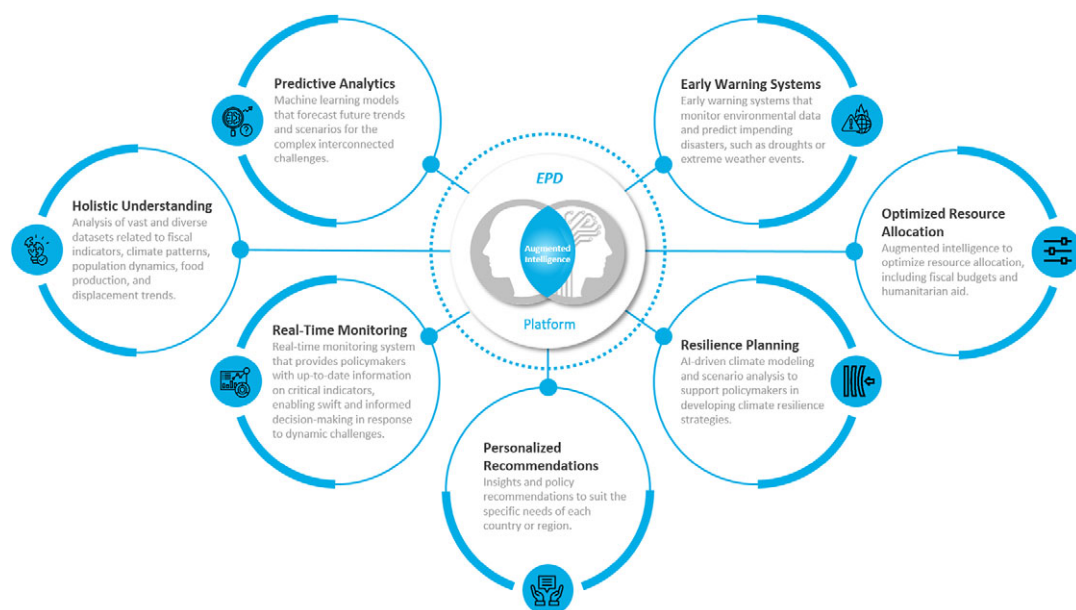 Predictive Analytics
Machine learning models
that forecast future trends
and scenarios for the
complex interconnected
challenges.
Early Warning Systems
Early warning systems that
monitor environmental data
and predict impending
disasters, such as droughts or
extreme weather events.
Holistic Understanding
Analysis of vast and diverse
datasets related to fiscal
indicators, climate patterns,
population dynamics, food
production, and
displacement trends.
EPD
Augmented
Intelligence
Platform
Optimized Resource
Allocation
Augmented intelligence to
optimize resource allocation,
including fiscal budgets and
humanitarian aid.
Real-Time Monitoring
Real-time monitoring system
that provides policymakers
with up-to-date information
on critical indicators,
enabling swift and informed
decision-making in response
to dynamic challenges.
Resilience Planning
AI-driven climate modeling
and scenario analysis to
support policymakers in
developing climate resilience
strategies.
Personalized
Recommendations
Insights and policy
recommendations to suit the
specific needs of each
country or region.